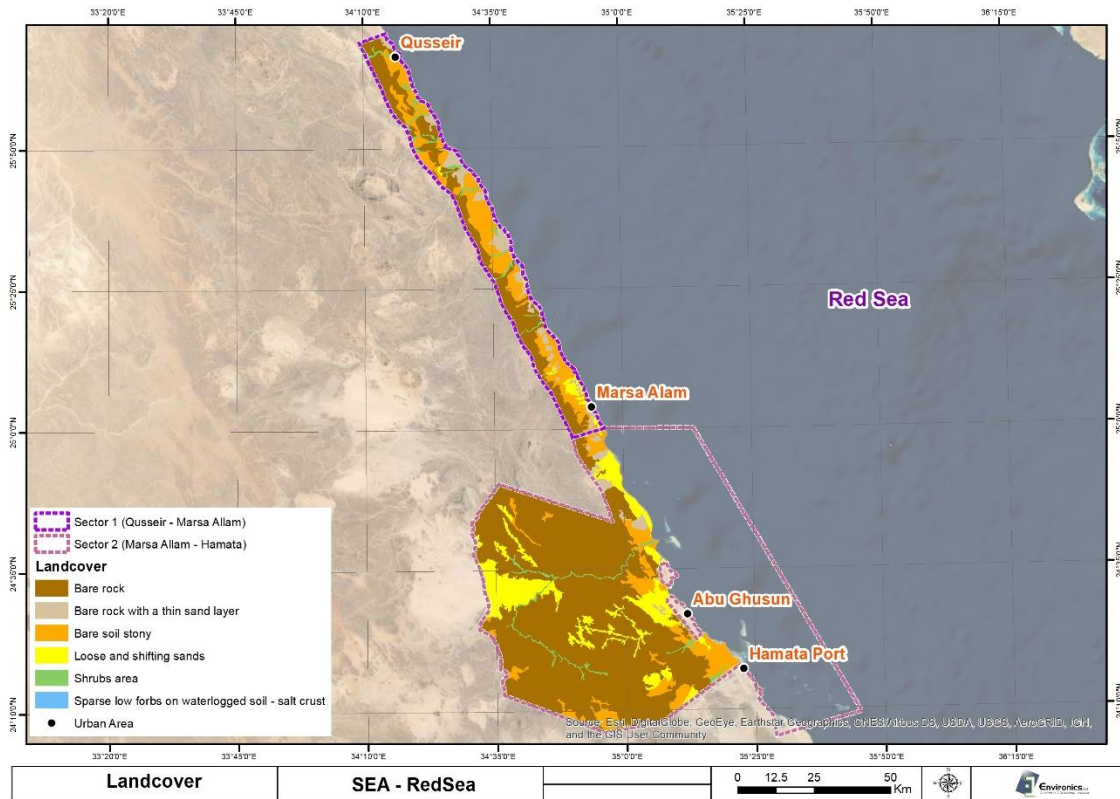 33°20'0"E 33°45'0"E 34°10'0"E 34°35'0"E 35°0'0"E 35°25'0"E 35°50'0"E 36°15'0"E
Qusseir
25°50'0"N
25°25'0"N
Red Sea
Marsa Alam
25°0'0"N
24°35'0"N
Abu Ghusun
Hamata Port
24°10'0"N
Sector 1 (Qusseir - Marsa Allam)
Sector 2 (Marsa Allam - Hamata)
Landcover
Bare rock
Bare rock with a thin sand layer
Bare soil stony
Loose and shifting sands
Shrubs area
Sparse low forbs on waterlogged soil - salt crust
Urban Area
Source: Esri, DigitalGlobe, GeoEye, Earthstar Geographics, CNES/Airbus DS, USDA, USGS, AeroGRID, IGN,
and the GIS User Community
33°20'0"E 33°45'0"E 34°10'0"E 34°35'0"E 35°0'0"E 35°25'0"E 35°50'0"E 36°15'0"E
Landcover
SEA - RedSea
0 12.5 25 50
Km
Environics